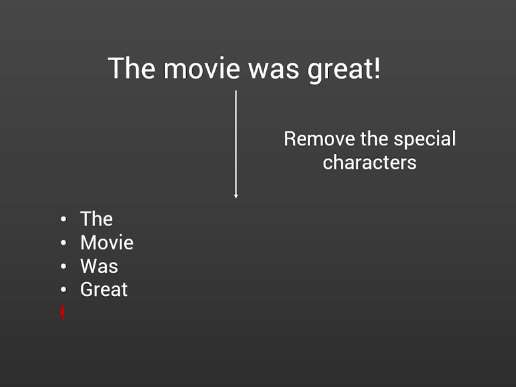 The movie was great!
Remove the special
characters
• The
• Movie
• Was
• Great